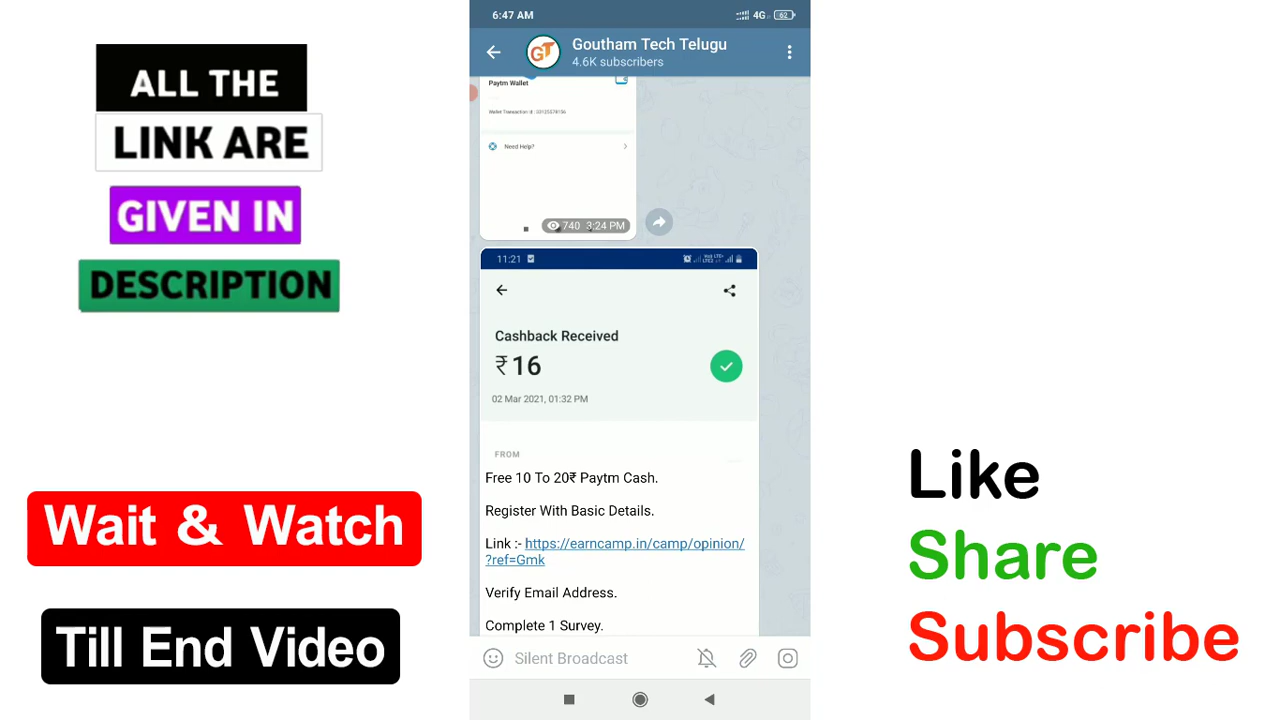 ALL THE
LINK ARE
GIVEN IN
DESCRIPTION
Wait & Watch
Till End Video
6:47 AM
4G
62
GT
Goutham Tech Telugu
4.6K subscribers
Paytm Wallet
Need Help?
740 3:24 PM
11:21
Cashback Received
₹16
02 Mar 2021, 01:32 PM
FROM
Free 10 To 20₹ Paytm Cash.
Register With Basic Details.
Link :- https://earncamp.in/camp/opinion/
?ref=Gmk
Verify Email Address.
Complete 1 Survey.
Silent Broadcast
Like
Share
Subscribe